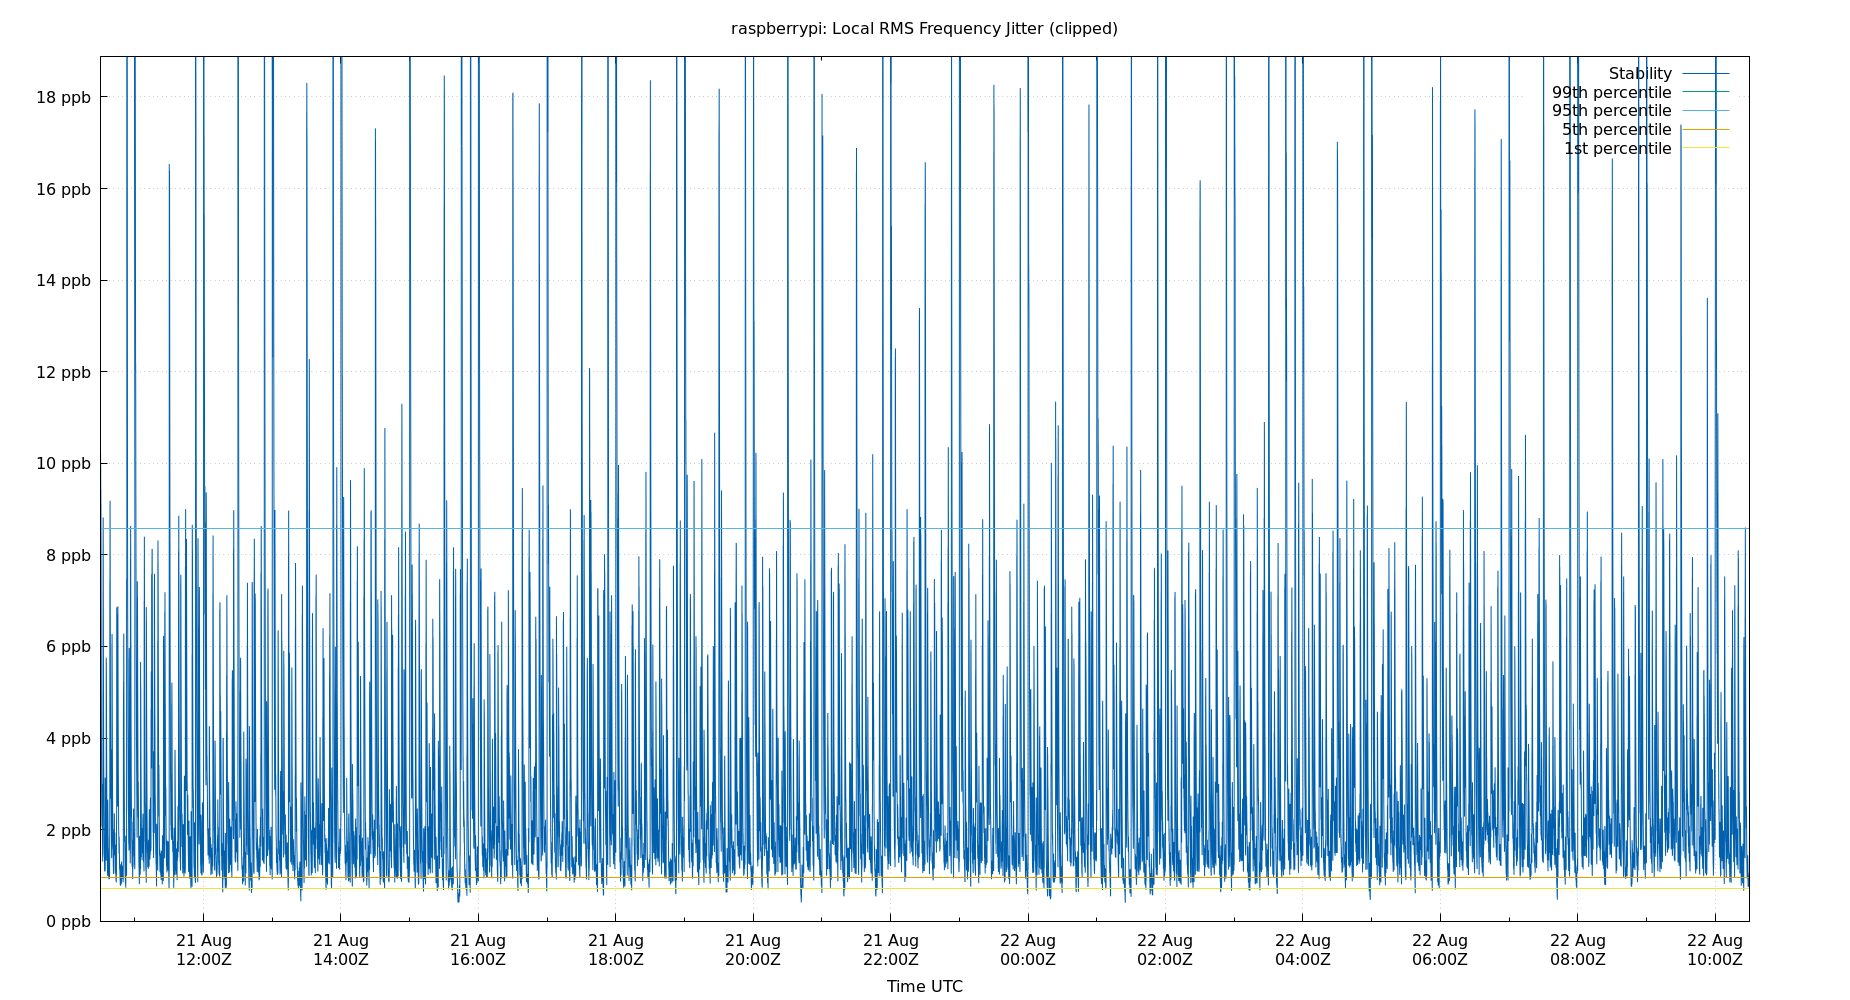 raspberrypi: Local RMS Frequency Jitter (clipped)
Stability
99th percentile
95th percentile
5th percentile
1st percentile
18 ppb
16 ppb
14 ppb
12 ppb
10 ppb
8 ppb
6 ppb
4 ppb
2 ppb
0 ppb
21 Aug 21 Aug 21 Aug 21 Aug 21 Aug 21 Aug 22 Aug 22 Aug 22 Aug 22 Aug 22 Aug 22 Aug
12:00Z 14:00Z 16:00Z 18:00Z 20:00Z 22:00Z 00:00Z 02:00Z 04:00Z 06:00Z 08:00Z 10:00Z
Time UTC